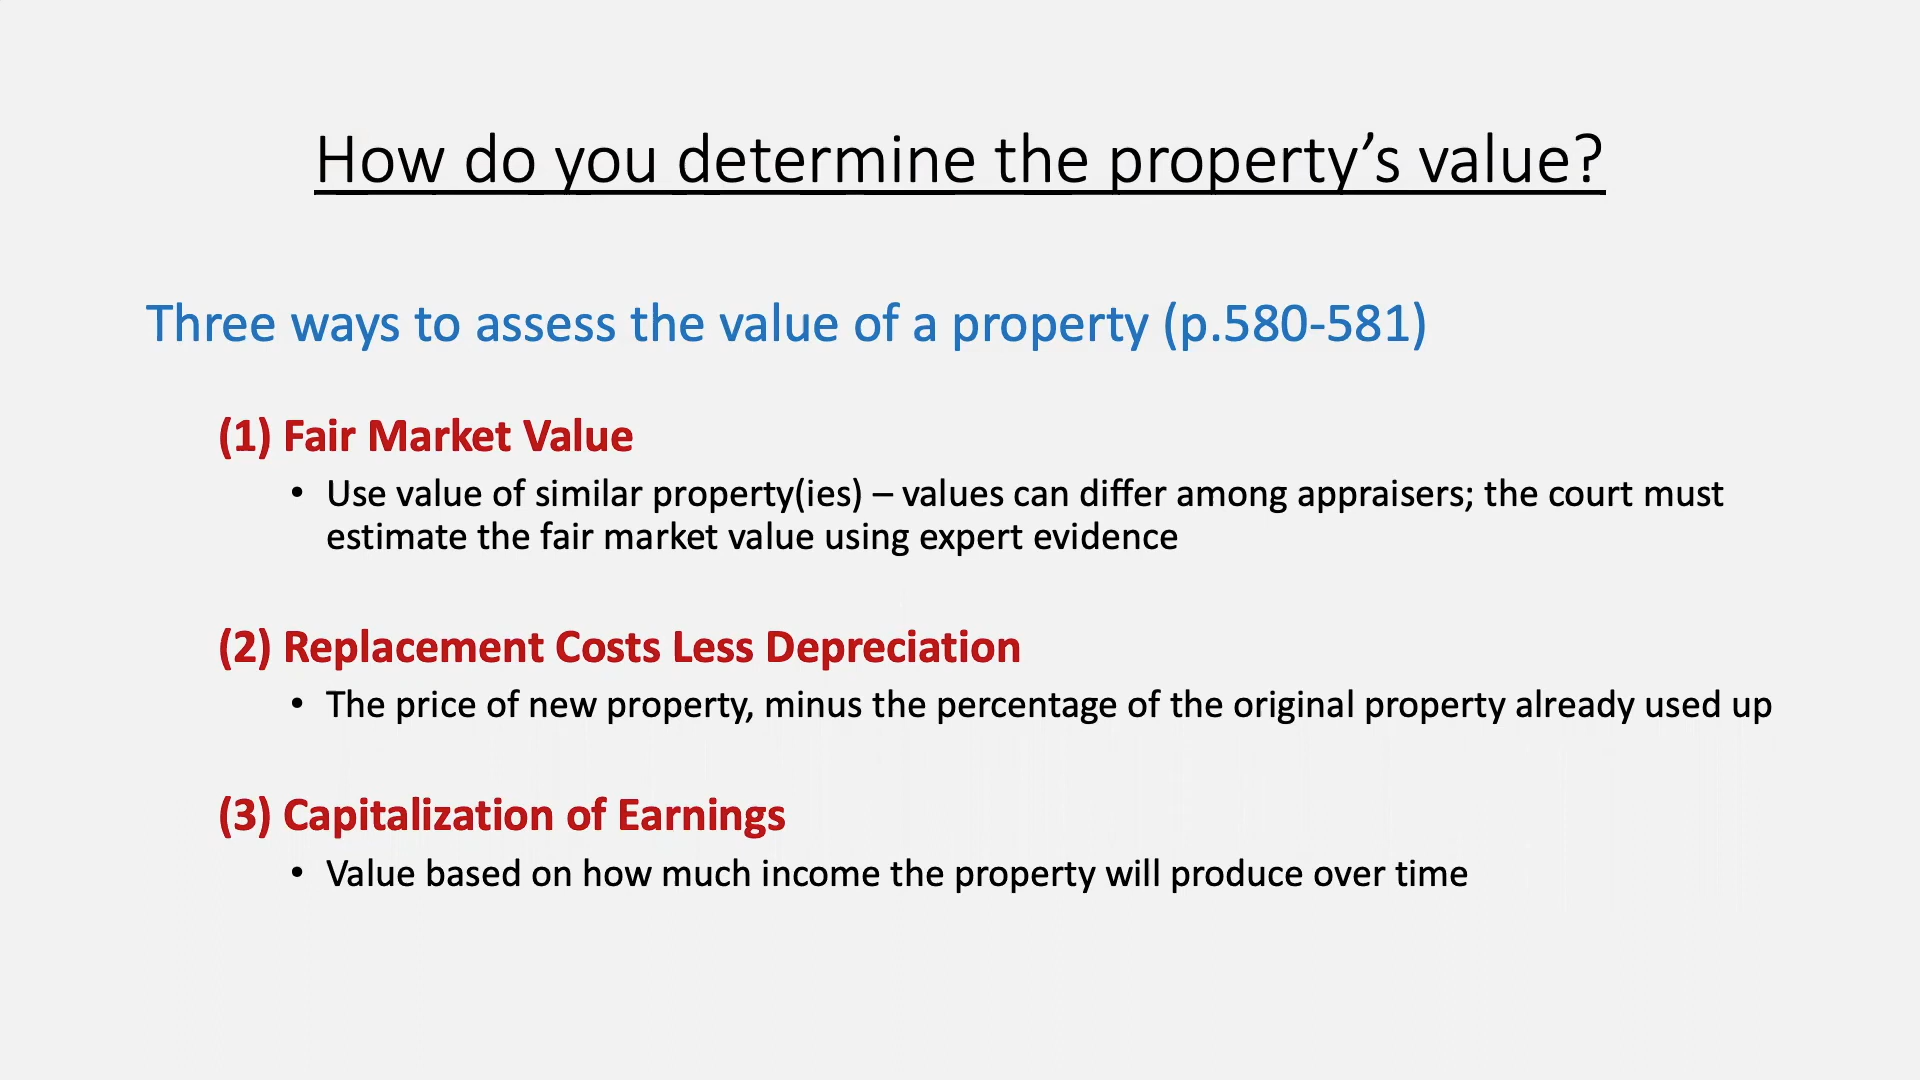 How do you determine the property’s value?
Three ways to assess the value of a property (p.580-581)
(1) Fair Market Value
• Use value of similar property(ies) – values can differ among appraisers; the court must
estimate the fair market value using expert evidence
(2) Replacement Costs Less Depreciation
• The price of new property, minus the percentage of the original property already used up
(3) Capitalization of Earnings
• Value based on how much income the property will produce over time